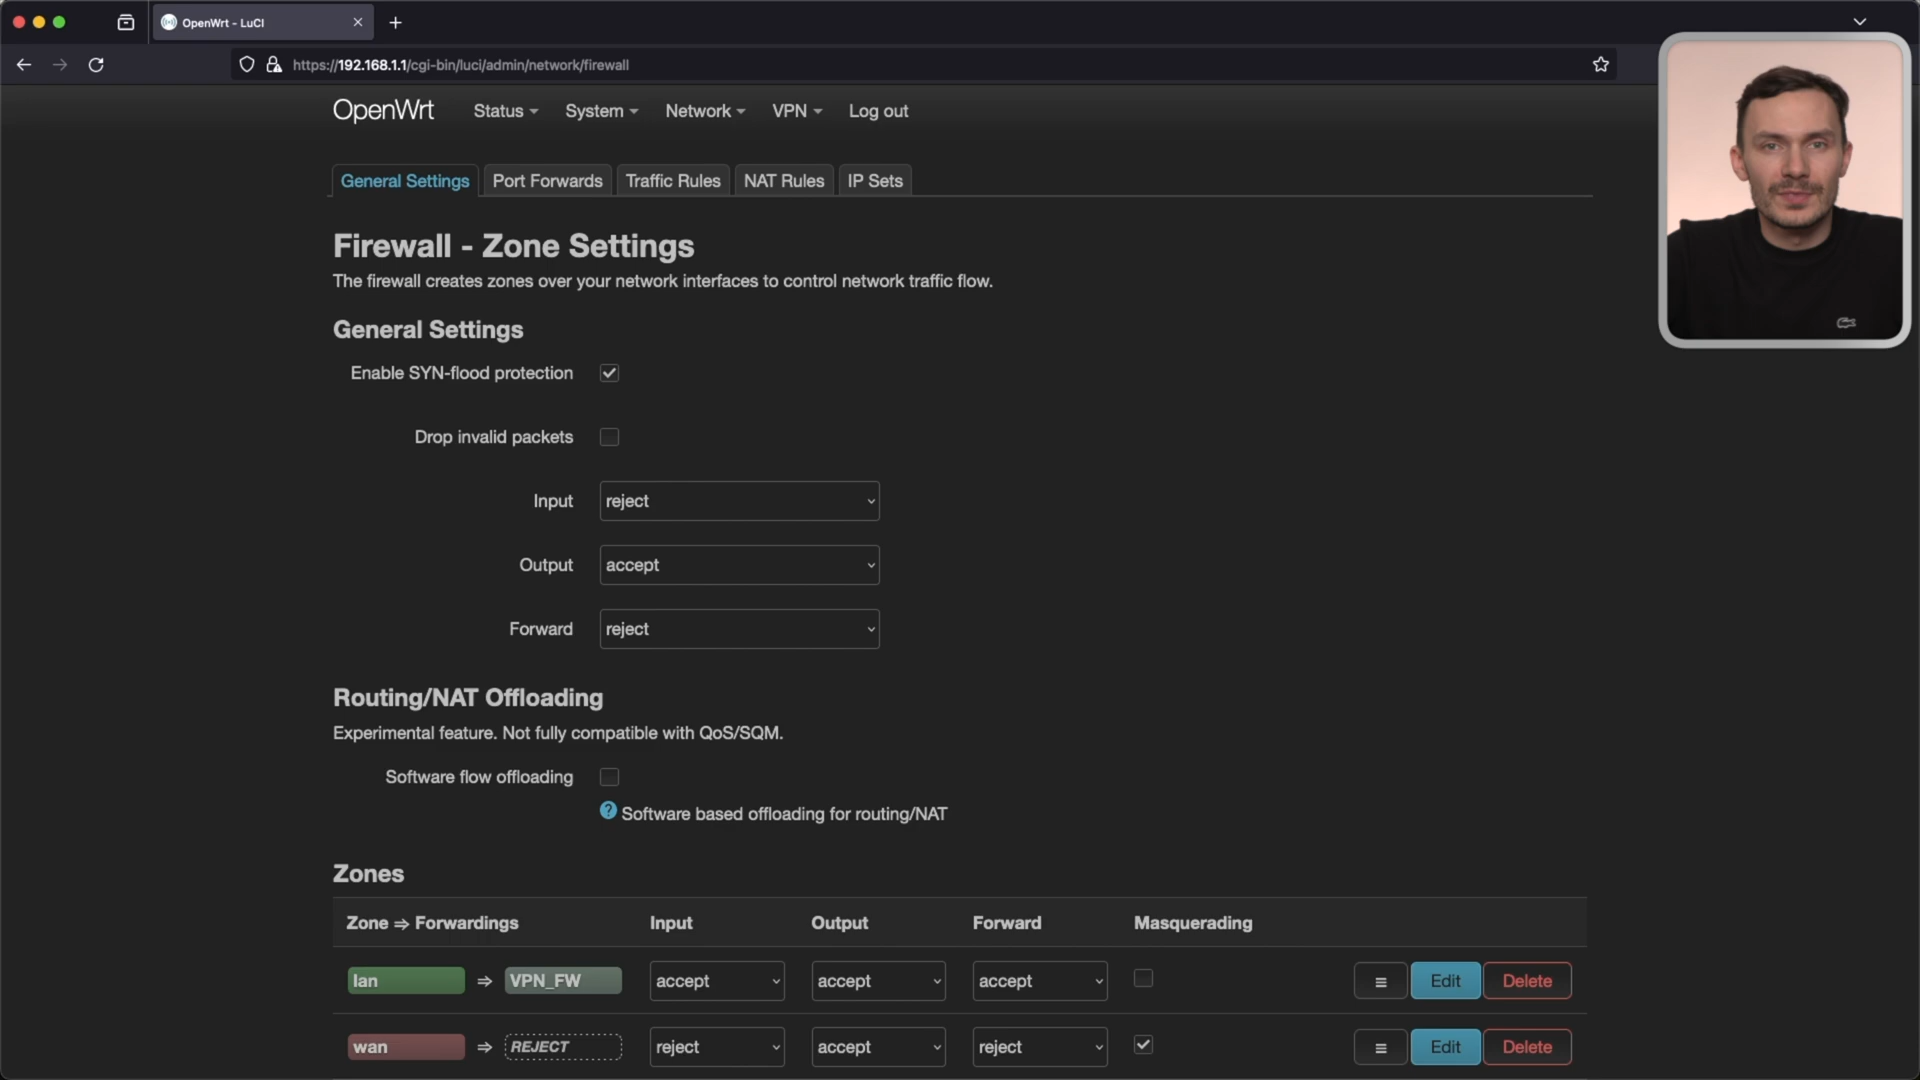 OpenWrt - LuCI
https://192.168.1.1/cgi-bin/luci/admin/network/firewall
OpenWrt Status System Network VPN Log out
General Settings Port Forwards Traffic Rules NAT Rules IP Sets
Firewall - Zone Settings
The firewall creates zones over your network interfaces to control network traffic flow.
General Settings
Enable SYN-flood protection
Drop invalid packets
Input reject
Output accept
Forward reject
Routing/NAT Offloading
Experimental feature. Not fully compatible with QoS/SQM.
Software flow offloading
Software based offloading for routing/NAT
Zones
Zone ⇒ Forwardings Input Output Forward Masquerading
lan ⇒ VPN_FW accept accept accept Edit Delete
wan ⇒ REJECT reject accept reject Edit Delete